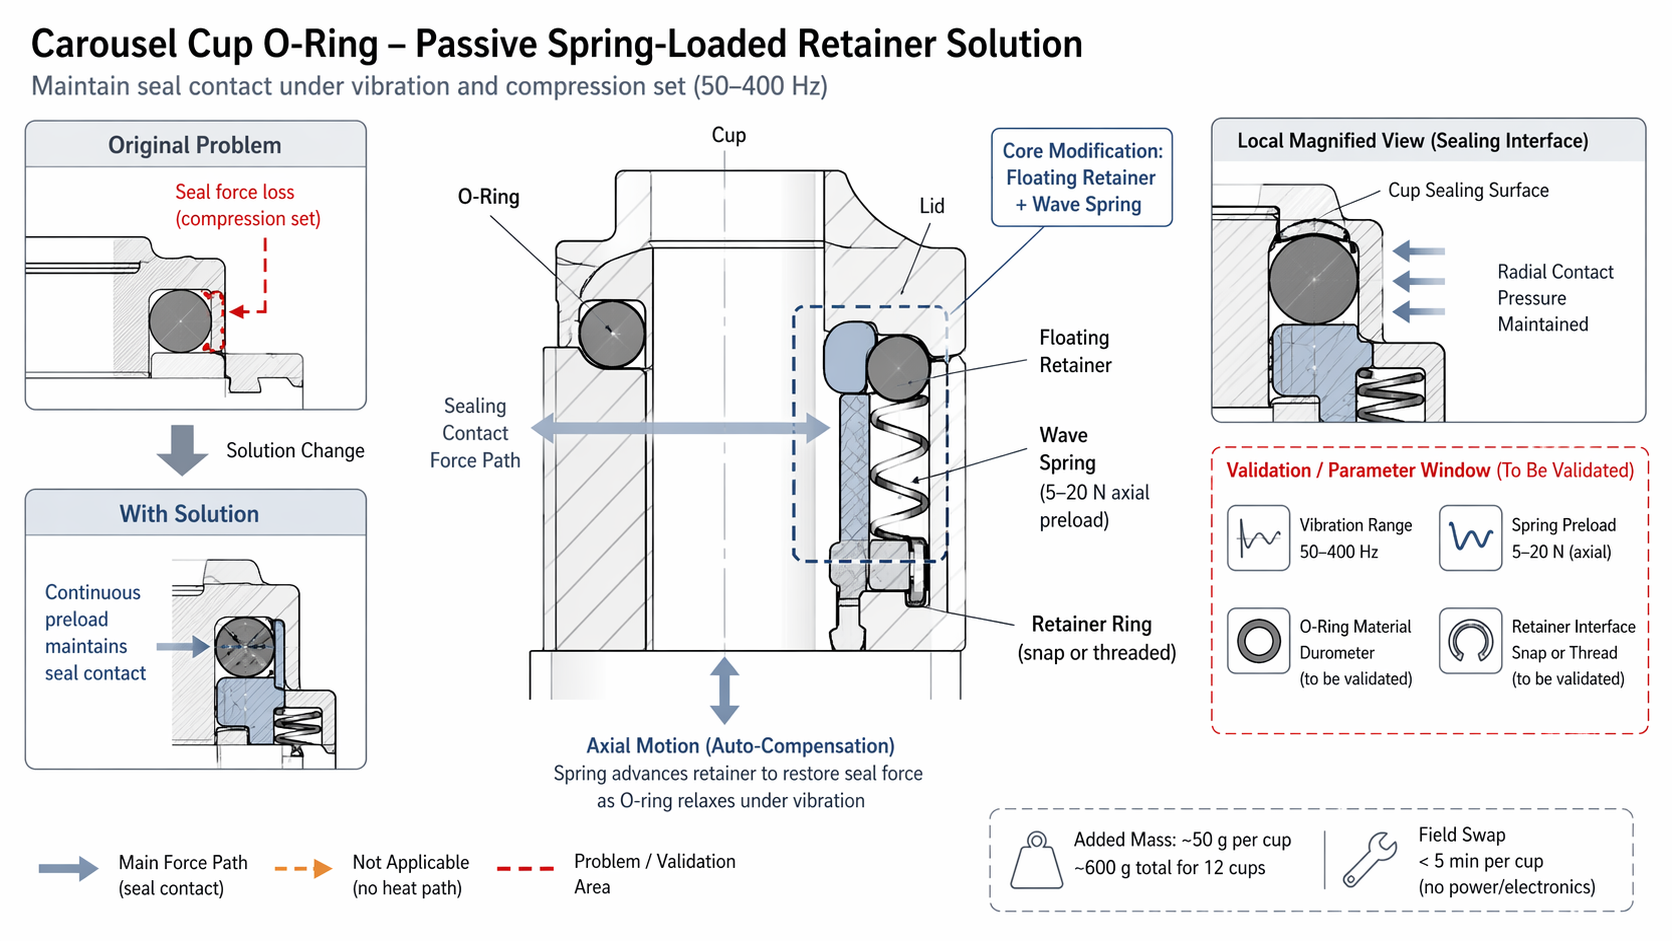 Carousel Cup O-Ring – Passive Spring-Loaded Retainer Solution
Maintain seal contact under vibration and compression set (50–400 Hz)
Original Problem
Seal force loss
(compression set)
Solution Change
With Solution
Continuous
preload
maintains
seal contact
Cup
O-Ring
Lid
Core Modification:
Floating Retainer
+ Wave Spring
Floating
Retainer
Sealing
Contact
Force Path
Wave
Spring
(5–20 N axial
preload)
Retainer Ring
(snap or threaded)
Axial Motion (Auto-Compensation)
Spring advances retainer to restore seal force
as O-ring relaxes under vibration
Local Magnified View (Sealing Interface)
Cup Sealing Surface
Radial Contact
Pressure
Maintained
Validation / Parameter Window (To Be Validated)
Vibration Range
50–400 Hz
Spring Preload
5–20 N (axial)
O-Ring Material
Durometer
(to be validated)
Retainer Interface
Snap or Thread
(to be validated)
Main Force Path
(seal contact)
Not Applicable
(no heat path)
Problem / Validation
Area
Added Mass: ~50 g per cup
~600 g total for 12 cups
Field Swap
< 5 min per cup
(no power/electronics)